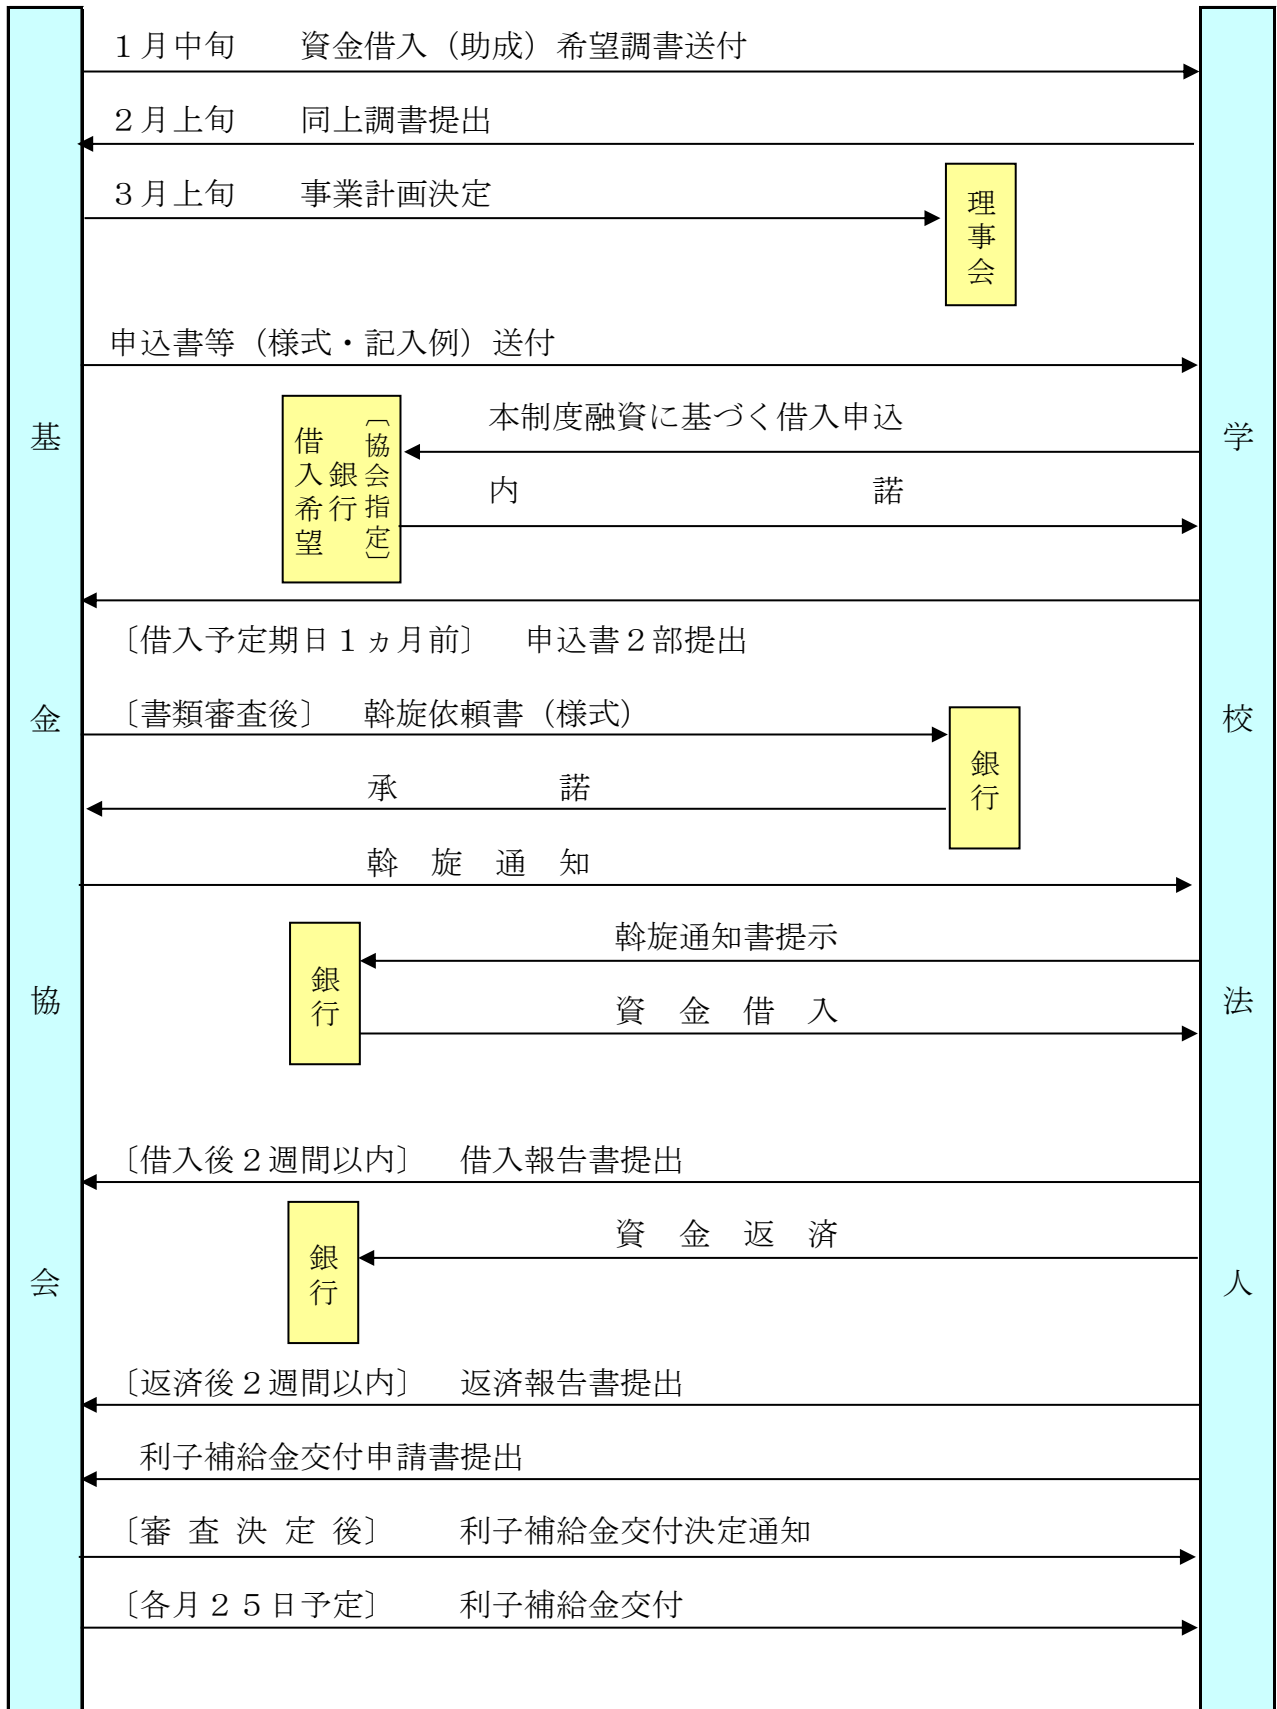 基金協会
学校法人
１月中旬　　資金借入（助成）希望調書送付
２月上旬　　同上調書提出
３月上旬　　事業計画決定
理事会
申込書等（様式・記入例）送付
借入希望
銀行
〔協会指定〕
本制度融資に基づく借入申込
内　　　　　　　　　　　諾
〔借入予定期日１ヵ月前〕　申込書２部提出
〔書類審査後〕　斡旋依頼書（様式）
銀行
承　　　　　諾
斡　旋　通　知
銀行
斡旋通知書提示
資　金　借　入
〔借入後２週間以内〕　借入報告書提出
銀行
資　金　返　済
〔返済後２週間以内〕　返済報告書提出
利子補給金交付申請書提出
〔審 査 決 定 後〕　　利子補給金交付決定通知
〔各月２５日予定〕　　利子補給金交付